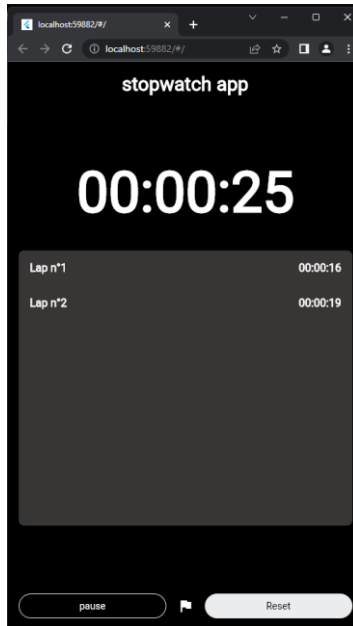 localhost:59882/#/
localhost:59882/#/
stopwatch app
00:00:25
Lap n°1 00:00:16
Lap n°2 00:00:19
pause Reset